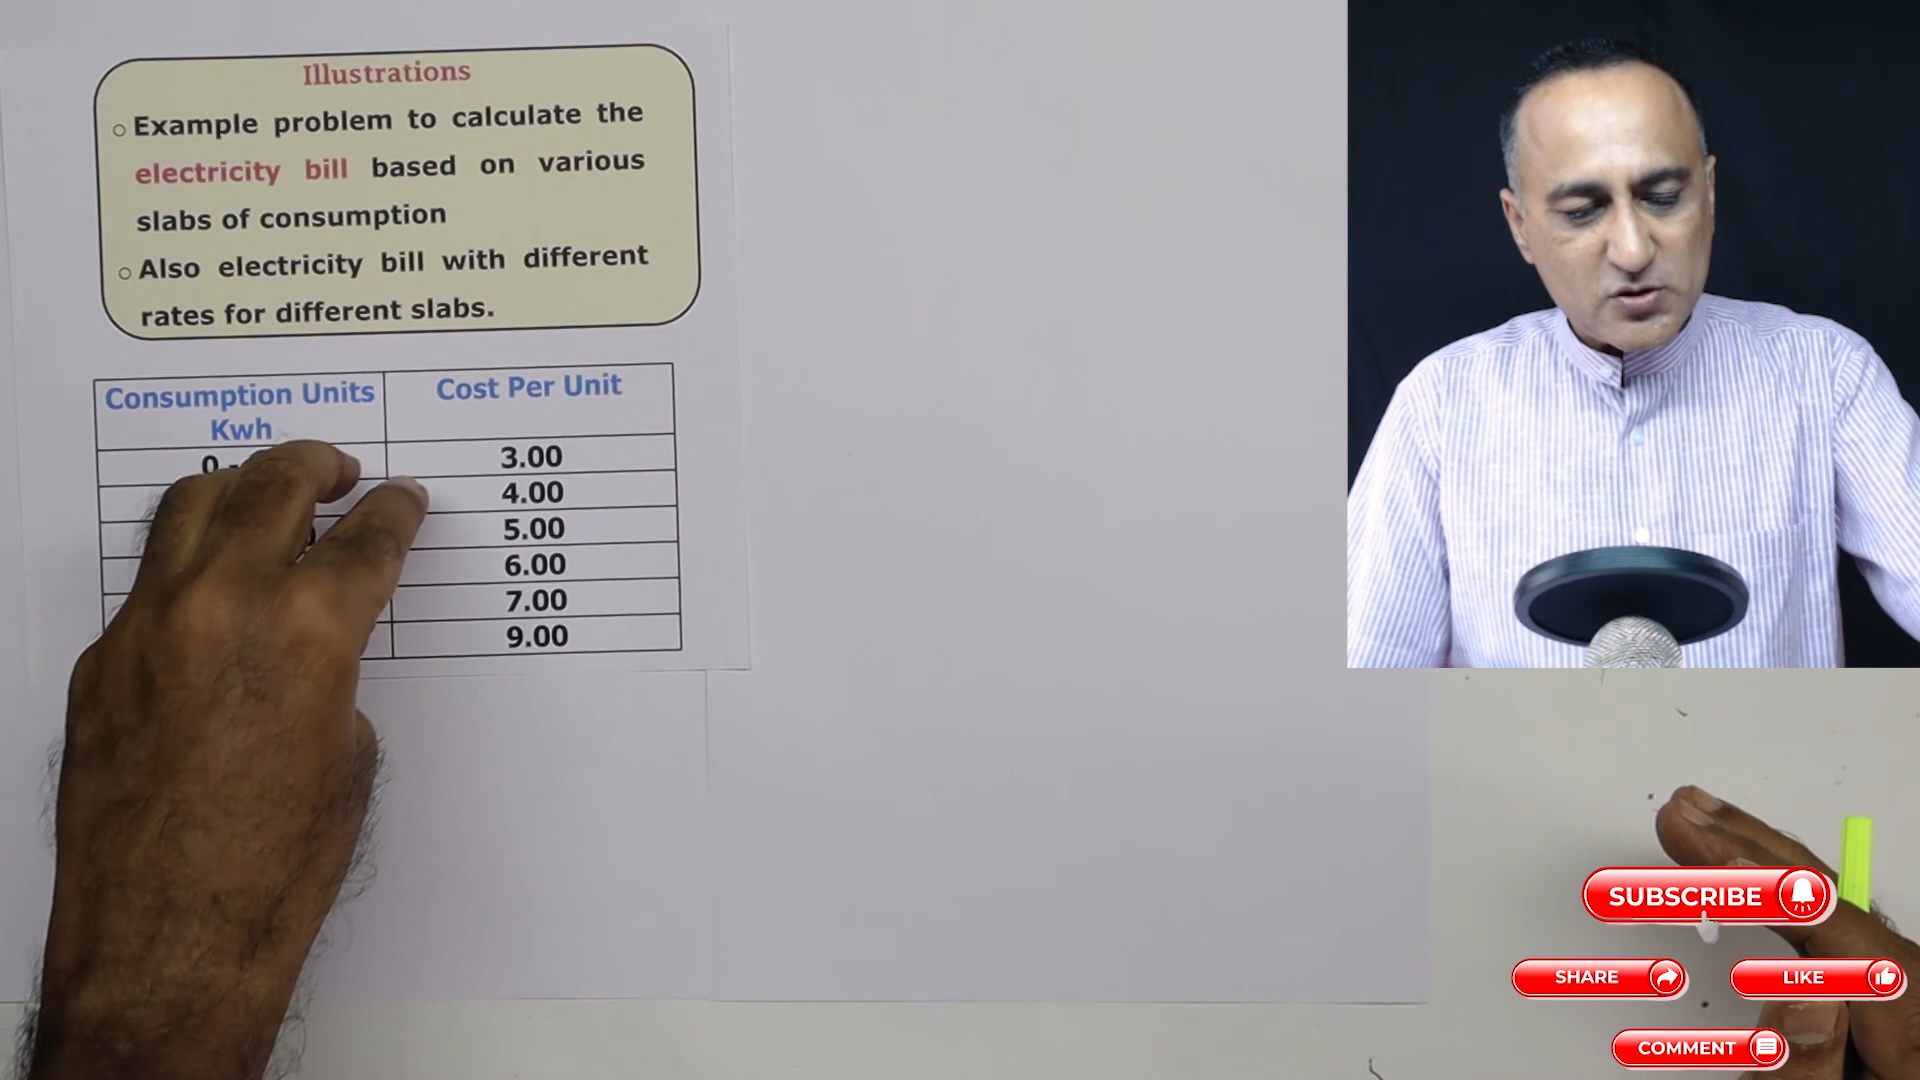 Illustrations
Example problem to calculate the
electricity bill based on various
slabs of consumption
Also electricity bill with different
rates for different slabs.
Consumption Units
Kwh
Cost Per Unit
0 -
3.00
4.00
5.00
6.00
7.00
9.00
SUBSCRIBE
SHARE
LIKE
COMMENT